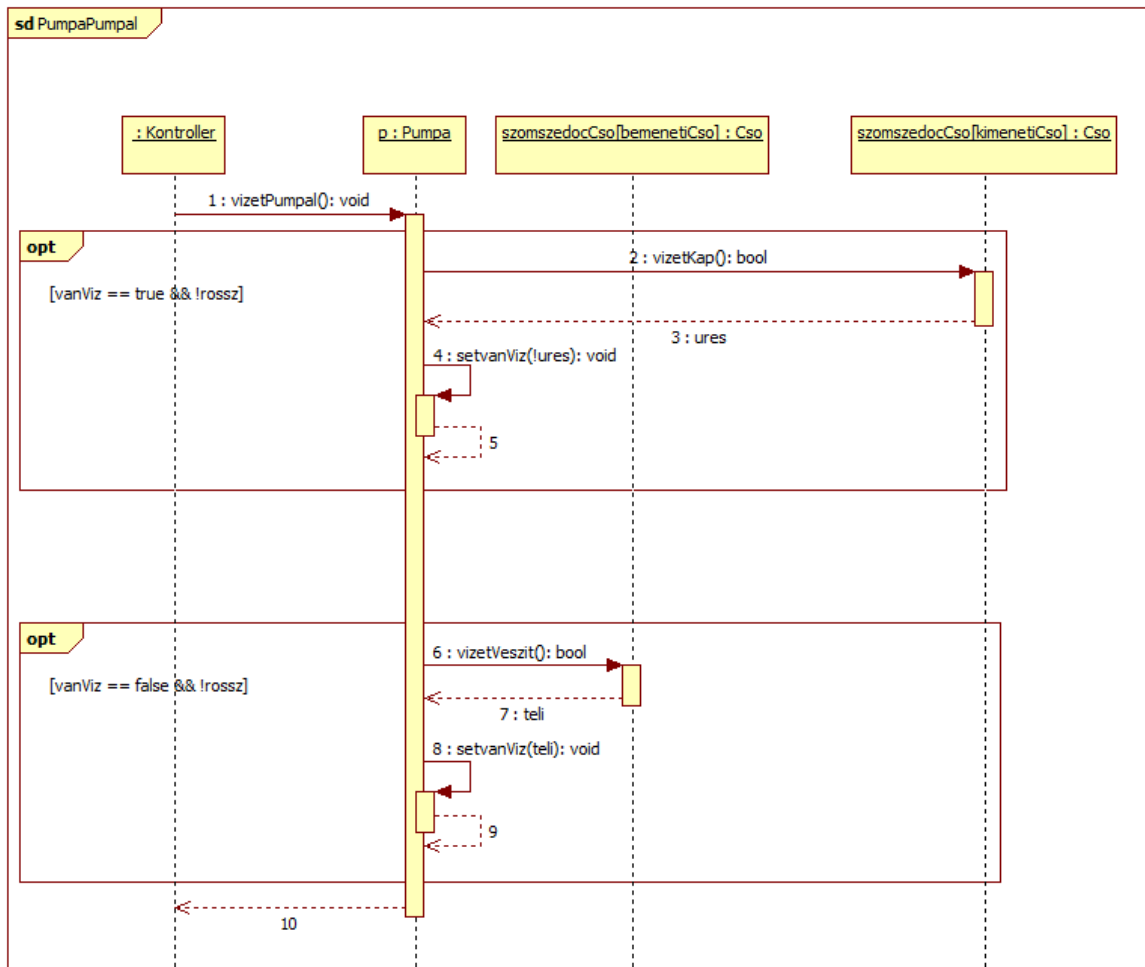 sd PumpaPumpal
: Kontroller
p : Pumpa
szomszedocCso[bemenetiCso] : Cso
szomszedocCso[kimenetiCso] : Cso
1 : vizetPumpal(): void
opt
[vanViz == true && !rossz]
2 : vizetKap(): bool
3 : ures
4 : setvanViz(!ures): void
5
opt
[vanViz == false && !rossz]
6 : vizetVeszit(): bool
7 : teli
8 : setvanViz(teli): void
9
10